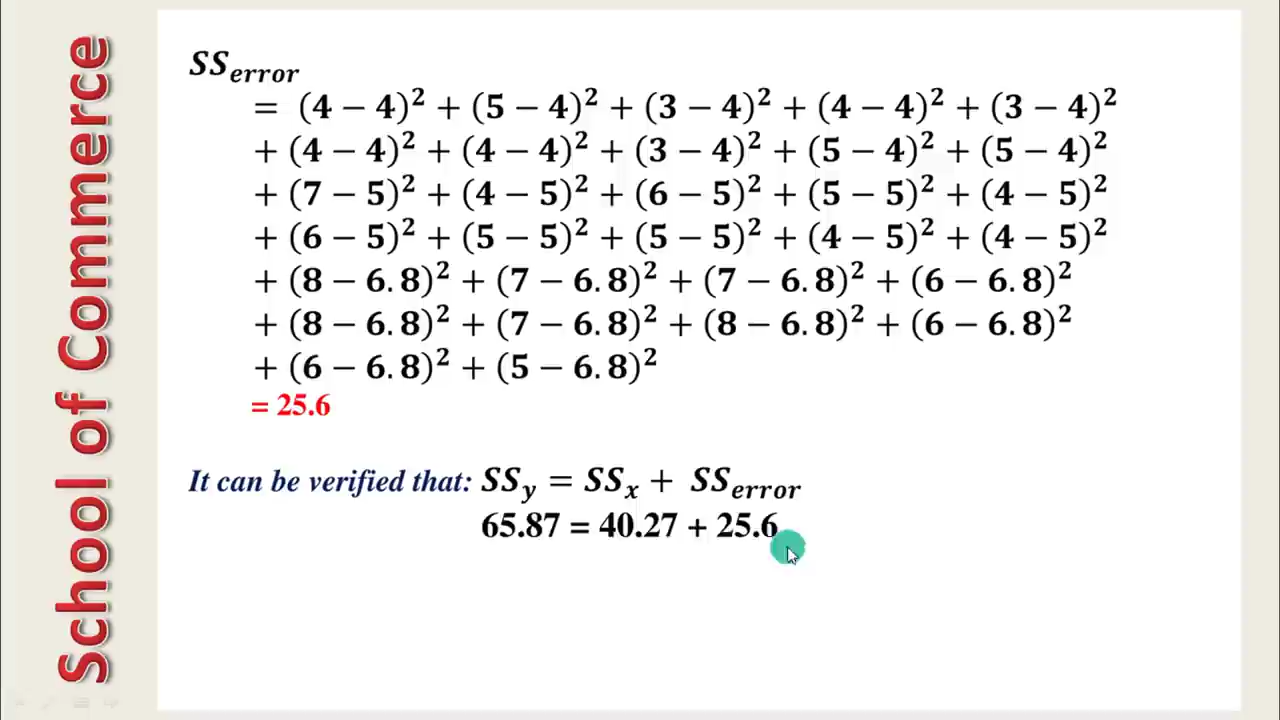 School of Commerce
SS_error
= (4 − 4)² + (5 − 4)² + (3 − 4)² + (4 − 4)² + (3 − 4)²
+ (4 − 4)² + (4 − 4)² + (3 − 4)² + (5 − 4)² + (5 − 4)²
+ (7 − 5)² + (4 − 5)² + (6 − 5)² + (5 − 5)² + (4 − 5)²
+ (6 − 5)² + (5 − 5)² + (5 − 5)² + (4 − 5)² + (4 − 5)²
+ (8 − 6.8)² + (7 − 6.8)² + (7 − 6.8)² + (6 − 6.8)²
+ (8 − 6.8)² + (7 − 6.8)² + (8 − 6.8)² + (6 − 6.8)²
+ (6 − 6.8)² + (5 − 6.8)²
= 25.6
It can be verified that: SS_y = SS_x + SS_error
65.87 = 40.27 + 25.6